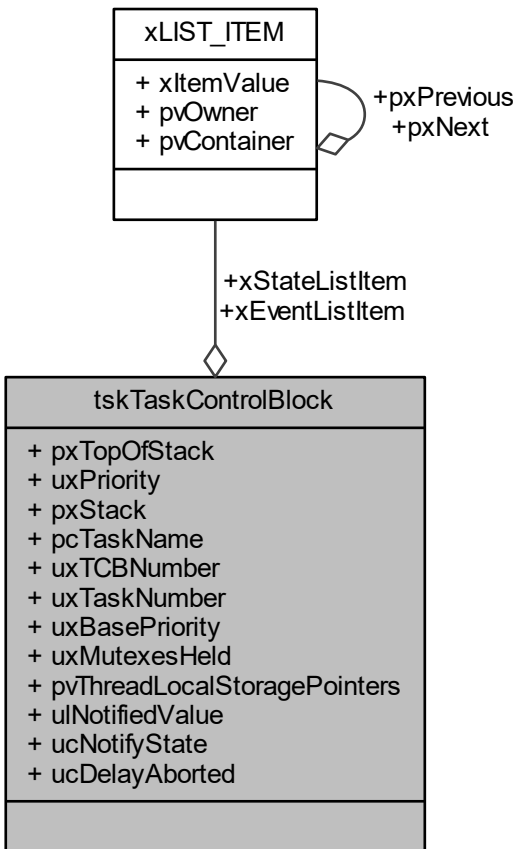 xLIST_ITEM
+ xItemValue
+ pvOwner
+ pvContainer
+pxPrevious
+pxNext
+xStateListItem
+xEventListItem
tskTaskControlBlock
+ pxTopOfStack
+ uxPriority
+ pxStack
+ pcTaskName
+ uxTCBNumber
+ uxTaskNumber
+ uxBasePriority
+ uxMutexesHeld
+ pvThreadLocalStoragePointers
+ ulNotifiedValue
+ ucNotifyState
+ ucDelayAborted